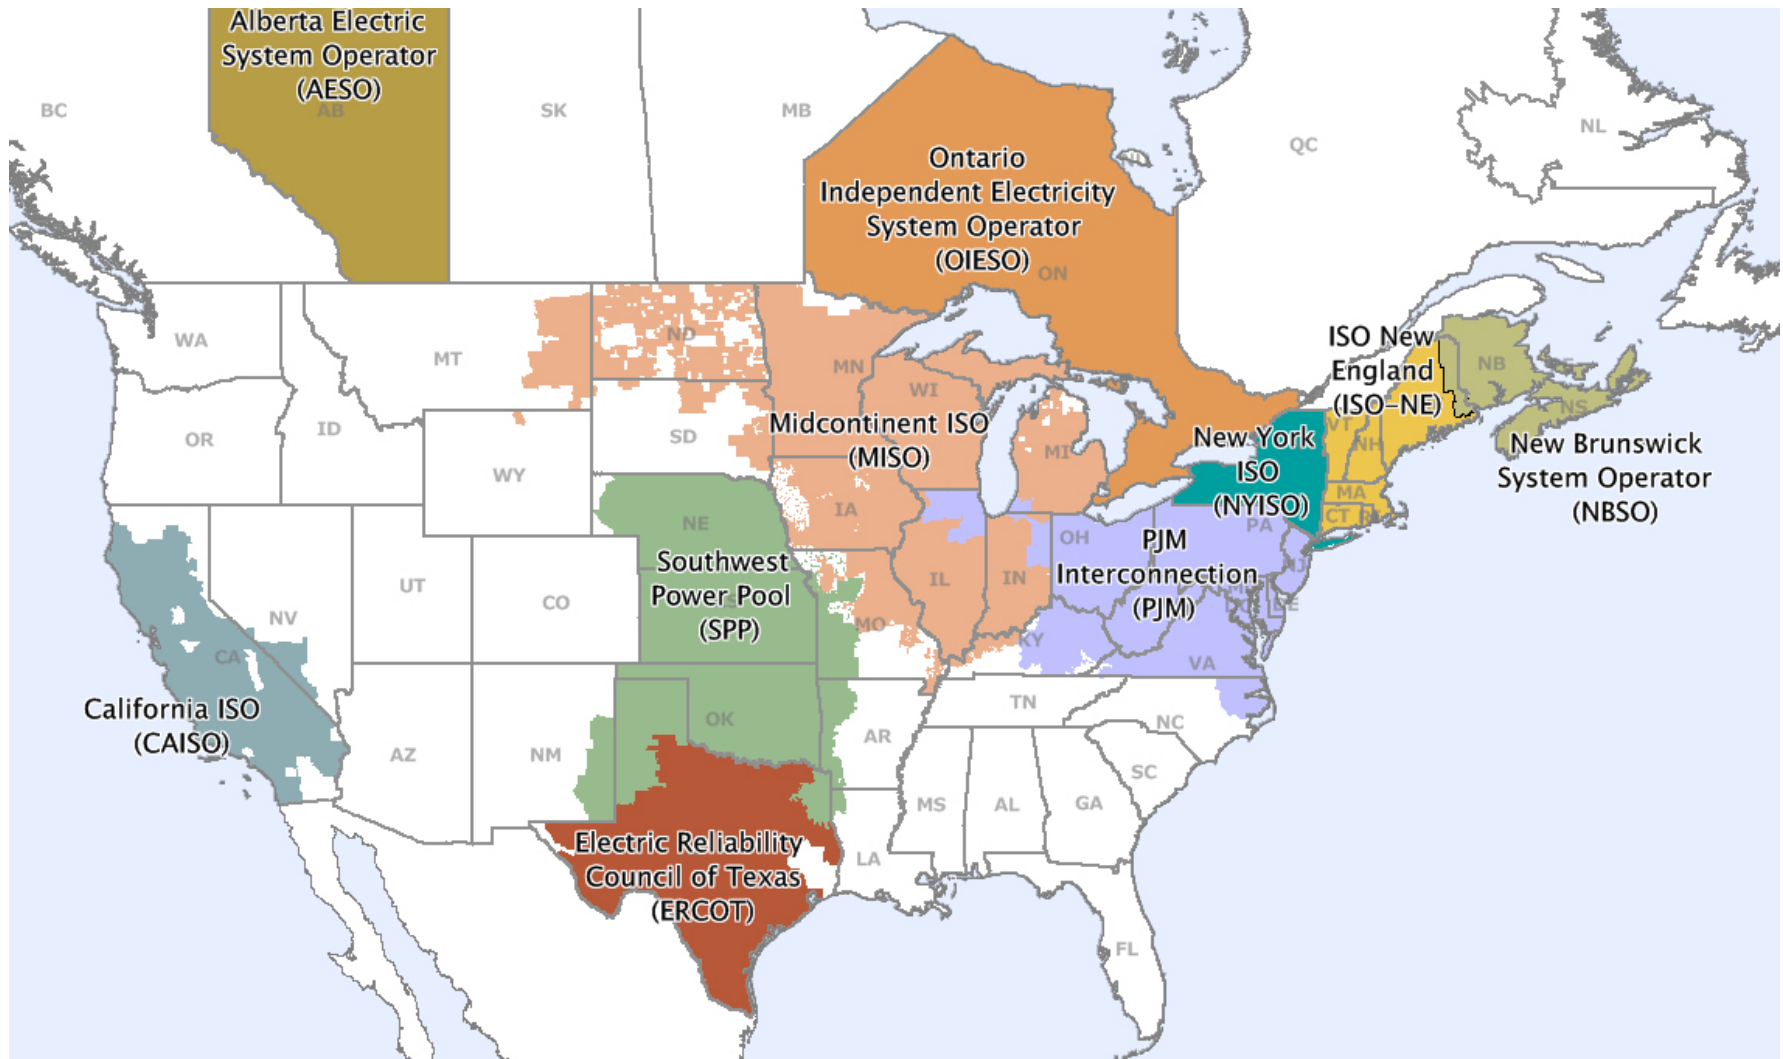 Alberta Electric
System Operator
(AESO)
AB
BC
SK
MB
QC
NL
Ontario
Independent Electricity
System Operator
(OIESO)
ON
WA
MT
ND
MN
WI
ISO New
England
(ISO-NE)
NB
NS
New Brunswick
System Operator
(NBSO)
OR
ID
WY
SD
Midcontinent ISO
(MISO)
MI
New York
ISO
(NYISO)
VT
NH
MA
CT
NE
IA
OH
PA
NJ
PJM
Interconnection
(PJM)
DE
NV
UT
CO
Southwest
Power Pool
(SPP)
IL
IN
MO
KY
VA
CA
California ISO
(CAISO)
AZ
NM
OK
AR
TN
NC
SC
MS
AL
GA
Electric Reliability
Council of Texas
(ERCOT)
LA
FL